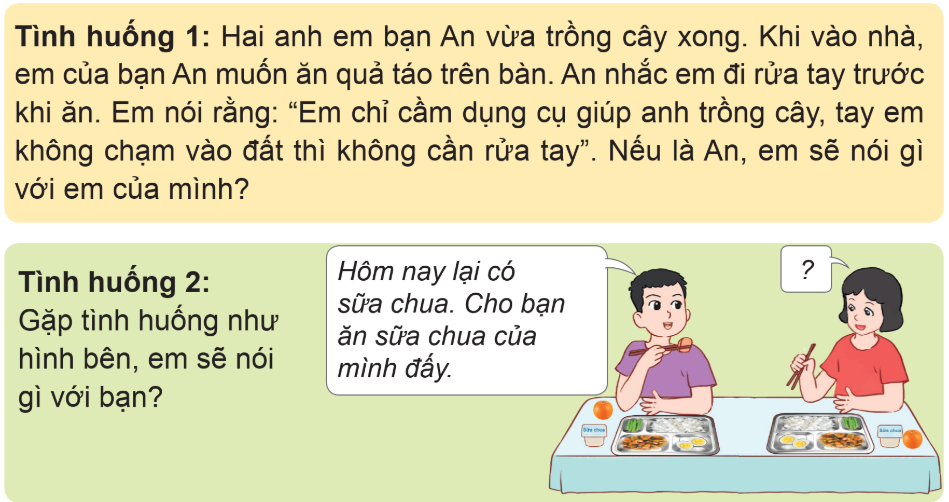 Tình huống 1: Hai anh em bạn An vừa trồng cây xong. Khi vào nhà,
em của bạn An muốn ăn quả táo trên bàn. An nhắc em đi rửa tay trước
khi ăn. Em nói rằng: “Em chỉ cầm dụng cụ giúp anh trồng cây, tay em
không chạm vào đất thì không cần rửa tay”. Nếu là An, em sẽ nói gì
với em của mình?
Tình huống 2:
Gặp tình huống như
hình bên, em sẽ nói
gì với bạn?
Hôm nay lại có
sữa chua. Cho bạn
ăn sữa chua của
mình đấy.
?
Sữa chua
Sữa chua